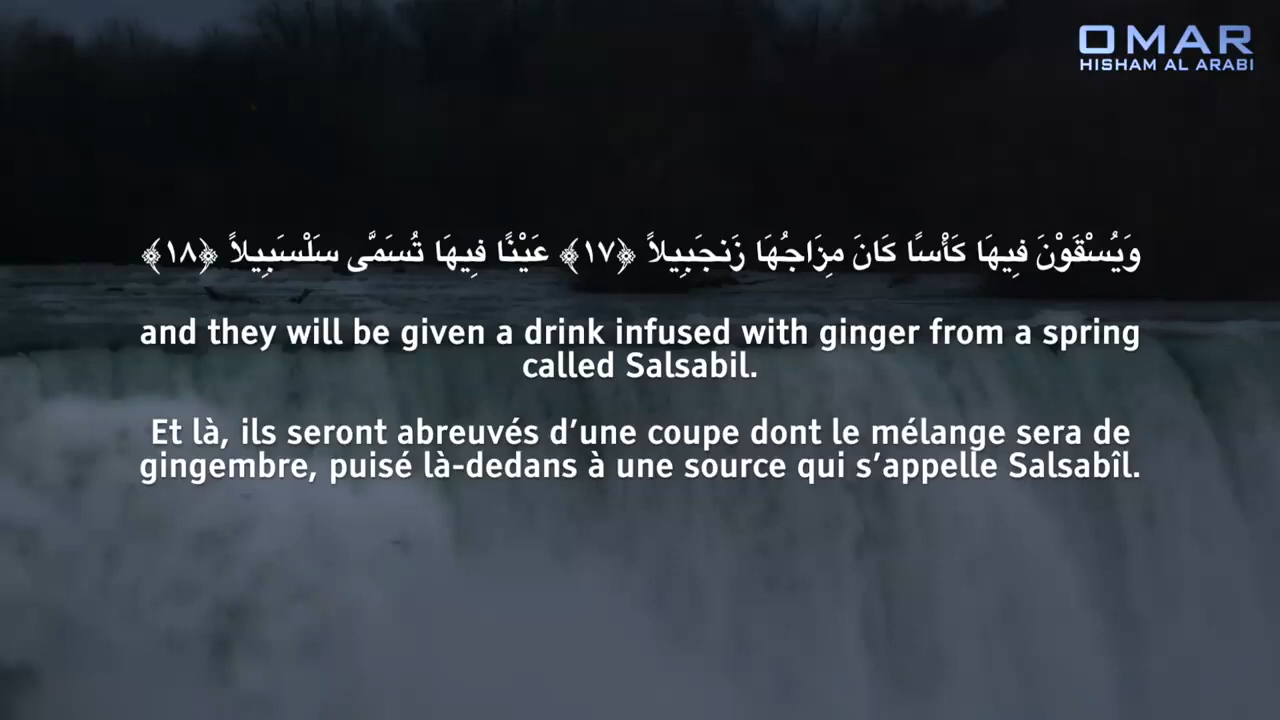 OMAR
HISHAM AL ARABI
وَيُسْقَوْنَ فِيهَا كَأْسًا كَانَ مِزَاجُهَا زَنجَبِيلاً ﴿١٧﴾ عَيْنًا فِيهَا تُسَمَّى سَلْسَبِيلاً ﴿١٨﴾
and they will be given a drink infused with ginger from a spring
called Salsabil.
Et là, ils seront abreuvés d’une coupe dont le mélange sera de
gingembre, puisé là-dedans à une source qui s’appelle Salsabîl.